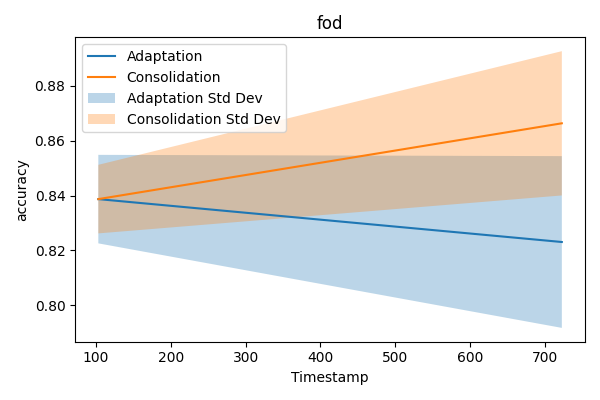 fod
Adaptation
Consolidation
Adaptation Std Dev
Consolidation Std Dev
accuracy
0.88
0.86
0.84
0.82
0.80
100 200 300 400 500 600 700
Timestamp